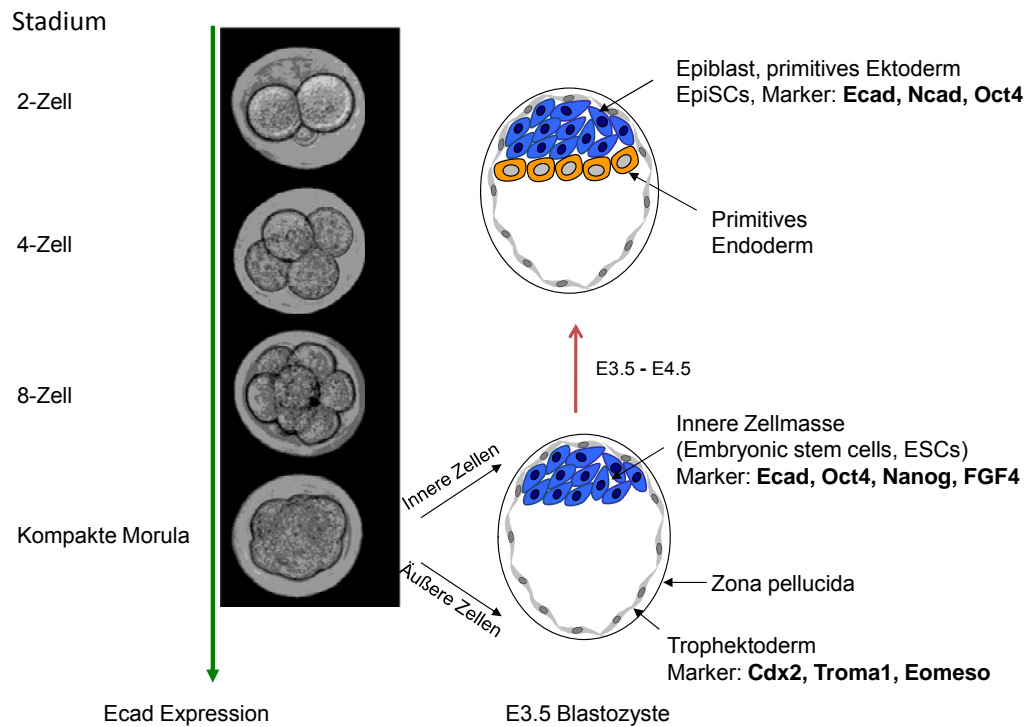 Stadium
2-Zell
4-Zell
8-Zell
Kompakte Morula
Ecad Expression
Innere Zellen
Äußere Zellen
Epiblast, primitives Ektoderm
EpiSCs, Marker: Ecad, Ncad, Oct4
Primitives
Endoderm
E3.5 - E4.5
Innere Zellmasse
(Embryonic stem cells, ESCs)
Marker: Ecad, Oct4, Nanog, FGF4
Zona pellucida
Trophektoderm
Marker: Cdx2, Troma1, Eomeso
E3.5 Blastozyste